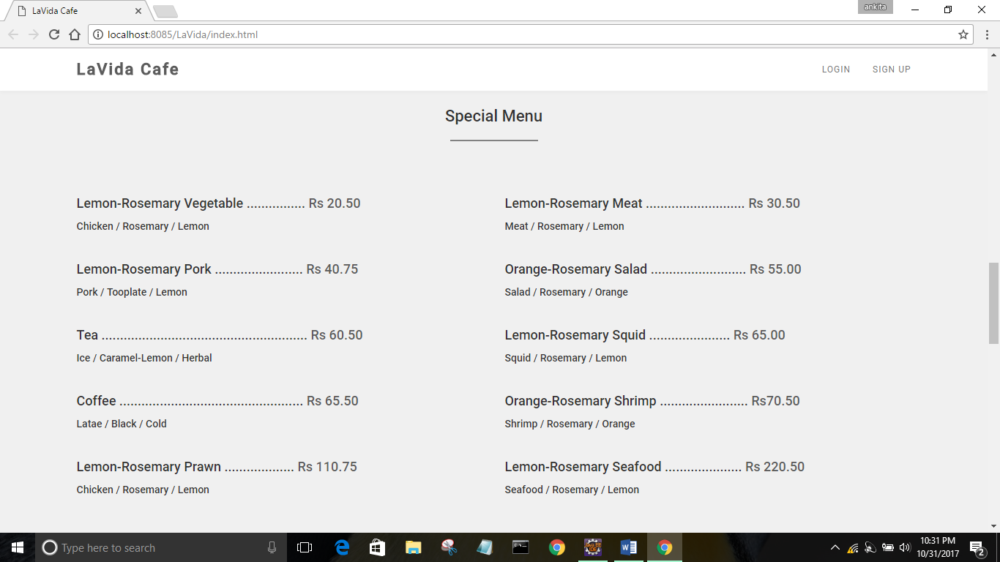 LaVida Cafe
ankita
localhost:8085/LaVida/index.html
LaVida Cafe
LOGIN
SIGN UP
Special Menu
Lemon-Rosemary Vegetable ................ Rs 20.50
Chicken / Rosemary / Lemon
Lemon-Rosemary Pork ........................ Rs 40.75
Pork / Tooplate / Lemon
Tea ........................................................ Rs 60.50
Ice / Caramel-Lemon / Herbal
Coffee .................................................. Rs 65.50
Latae / Black / Cold
Lemon-Rosemary Prawn ................... Rs 110.75
Chicken / Rosemary / Lemon
Lemon-Rosemary Meat ........................... Rs 30.50
Meat / Rosemary / Lemon
Orange-Rosemary Salad .......................... Rs 55.00
Salad / Rosemary / Orange
Lemon-Rosemary Squid ...................... Rs 65.00
Squid / Rosemary / Lemon
Orange-Rosemary Shrimp ........................ Rs70.50
Shrimp / Rosemary / Orange
Lemon-Rosemary Seafood ..................... Rs 220.50
Seafood / Rosemary / Lemon
Type here to search
10:31 PM
10/31/2017
2